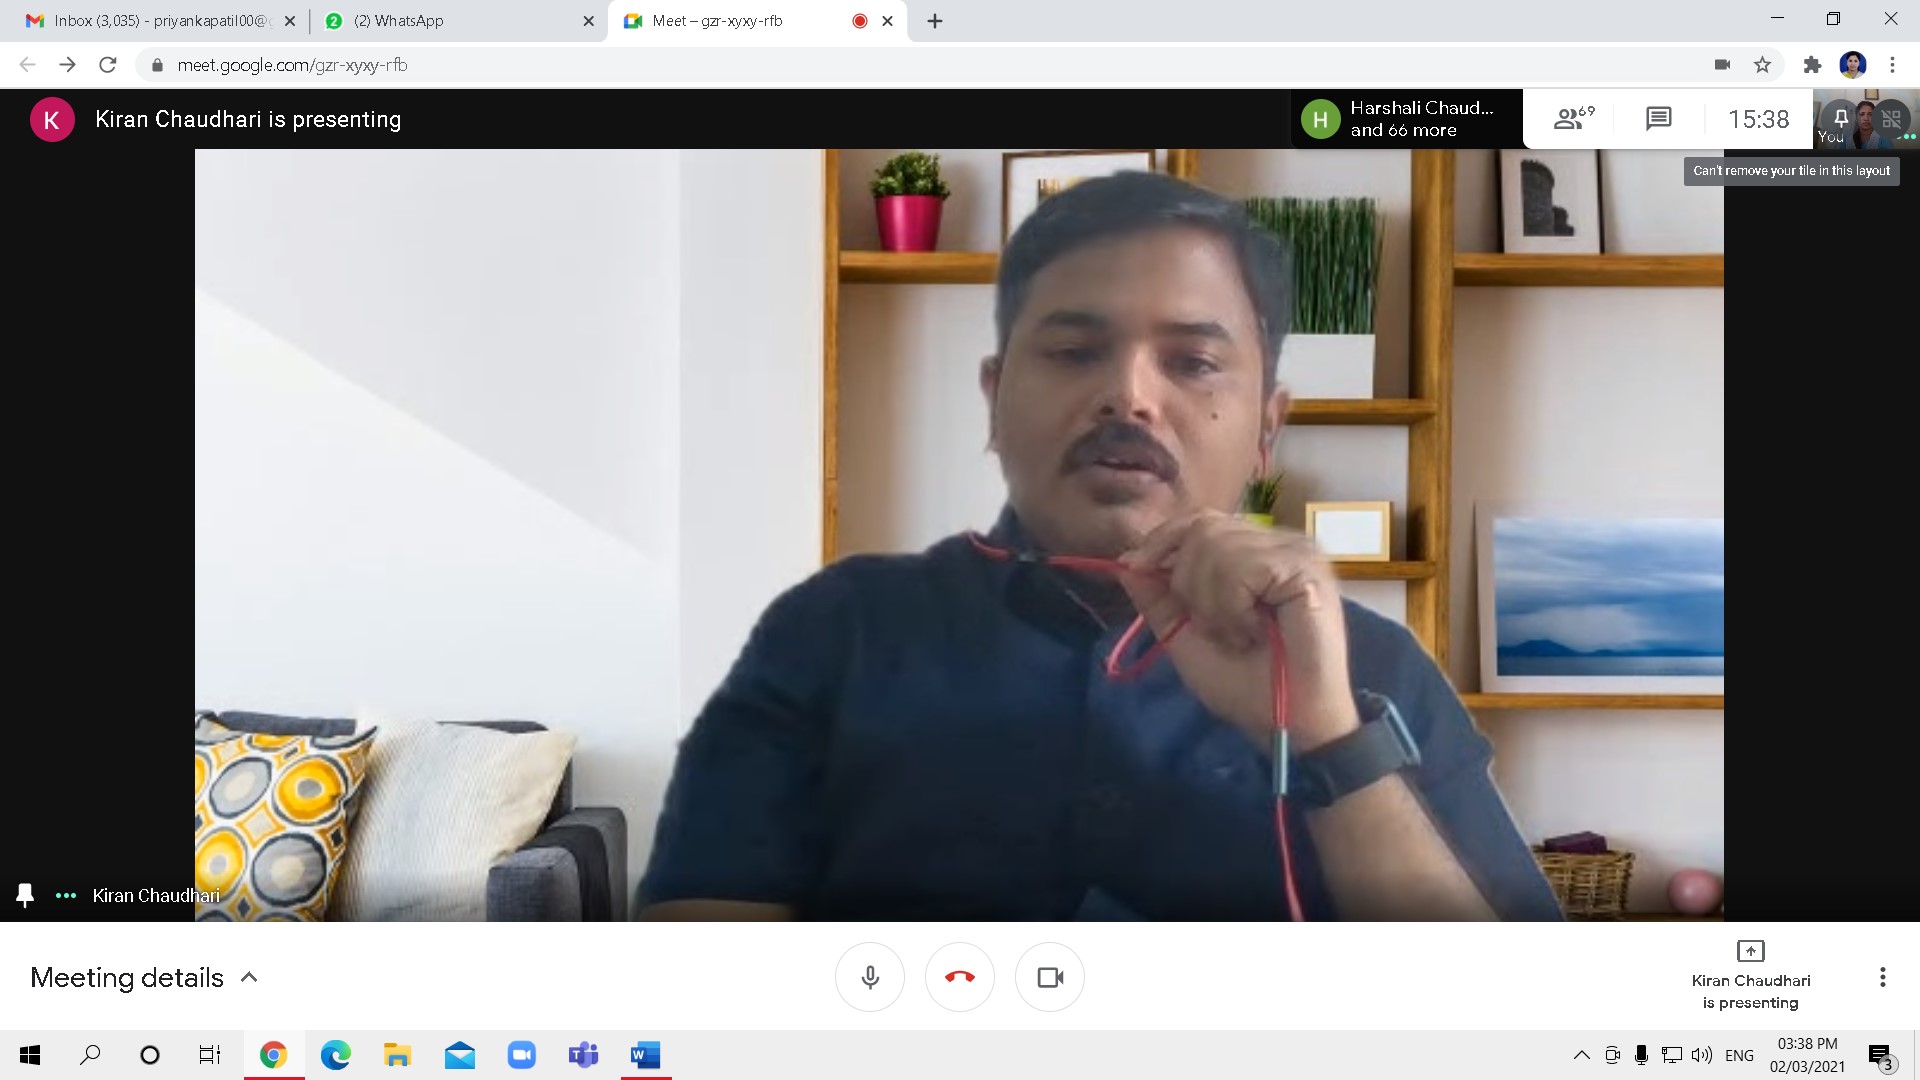 Inbox (3,035) - priyankapatil00@g
2 (2) WhatsApp
Meet – gzr-xyxy-rfb
meet.google.com/gzr-xyxy-rfb
K Kiran Chaudhari is presenting
H Harshali Chaud...
and 66 more
69
15:38
You
Can't remove your tile in this layout
Kiran Chaudhari
Meeting details
Kiran Chaudhari
is presenting
ENG
03:38 PM
02/03/2021
3